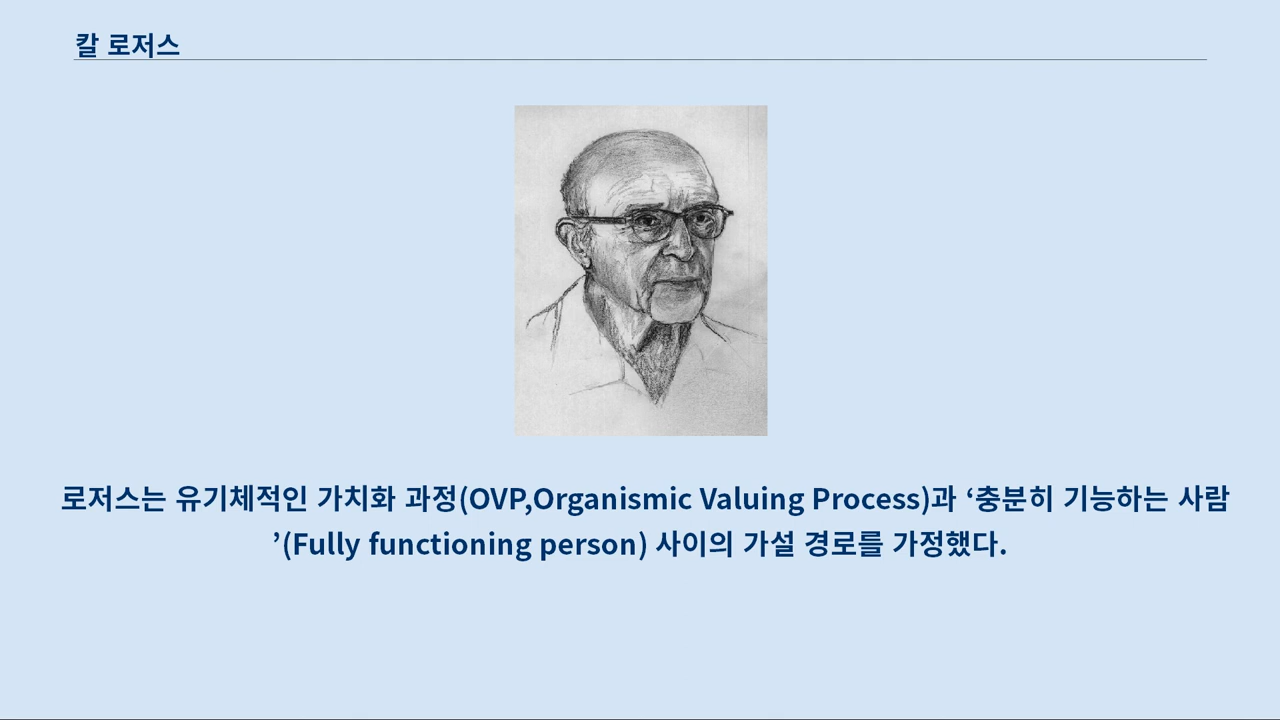 칼 로저스
로저스는 유기체적인 가치화 과정(OVP,Organismic Valuing Process)과 ‘충분히 기능하는 사람
’(Fully functioning person) 사이의 가설 경로를 가정했다.